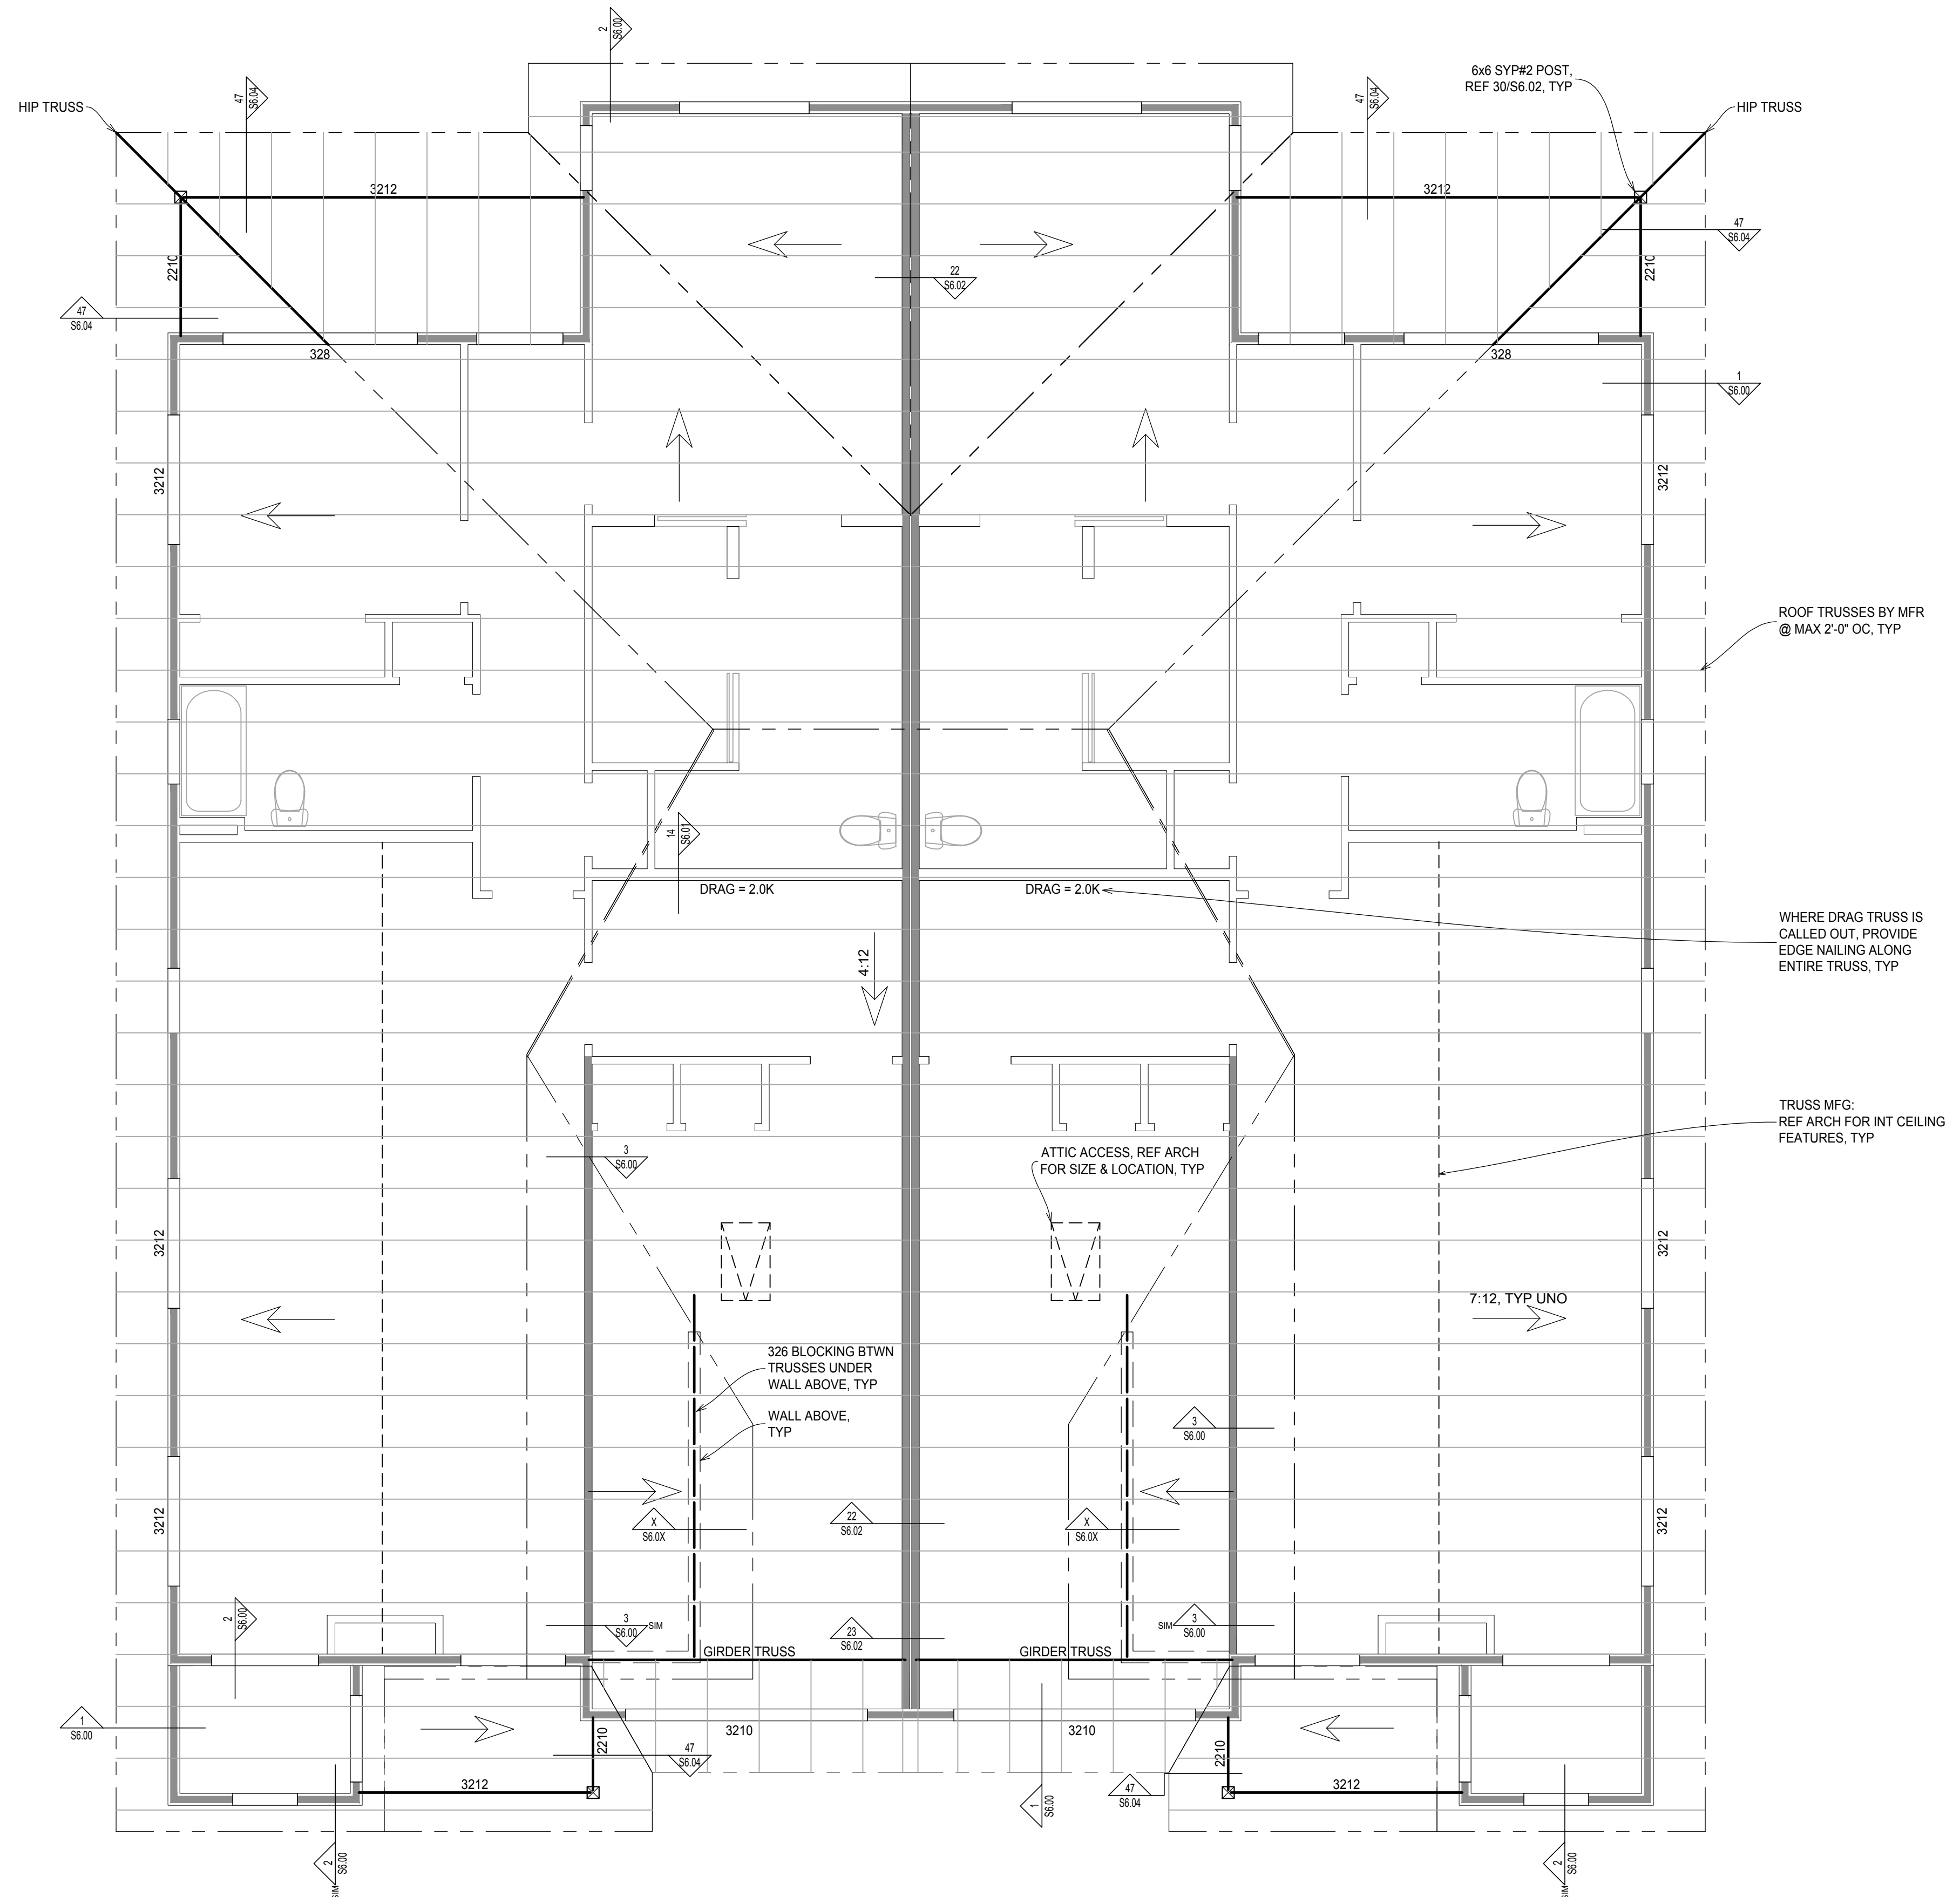 2
S6.00
6x6 SYP#2 POST,
REF 30/S6.02, TYP
47
S6.04
47
S6.04
HIP TRUSS
HIP TRUSS
3212
3212
47
S6.04
22
S6.02
2210
2210
47
S6.04
328
328
1
S6.00
3212
3212
ROOF TRUSSES BY MFR
@ MAX 2'-0" OC, TYP
14
S6.01
DRAG = 2.0K
DRAG = 2.0K
WHERE DRAG TRUSS IS
CALLED OUT, PROVIDE
EDGE NAILING ALONG
ENTIRE TRUSS, TYP
4:12
TRUSS MFG:
REF ARCH FOR INT CEILING
FEATURES, TYP
3
S6.00
ATTIC ACCESS, REF ARCH
FOR SIZE & LOCATION, TYP
3212
3212
7:12, TYP UNO
326 BLOCKING BTWN
TRUSSES UNDER
WALL ABOVE, TYP
WALL ABOVE,
TYP
3
S6.00
3212
3212
X
S6.0X
22
S6.02
X
S6.0X
2
S6.00
3
S6.00
SIM
23
S6.02
SIM
3
S6.00
GIRDER TRUSS
GIRDER TRUSS
1
S6.00
3210
3210
2210
2210
47
S6.04
3212
47
S6.04
3212
1
S6.00
2
S6.00
SIM
2
S6.00
SIM